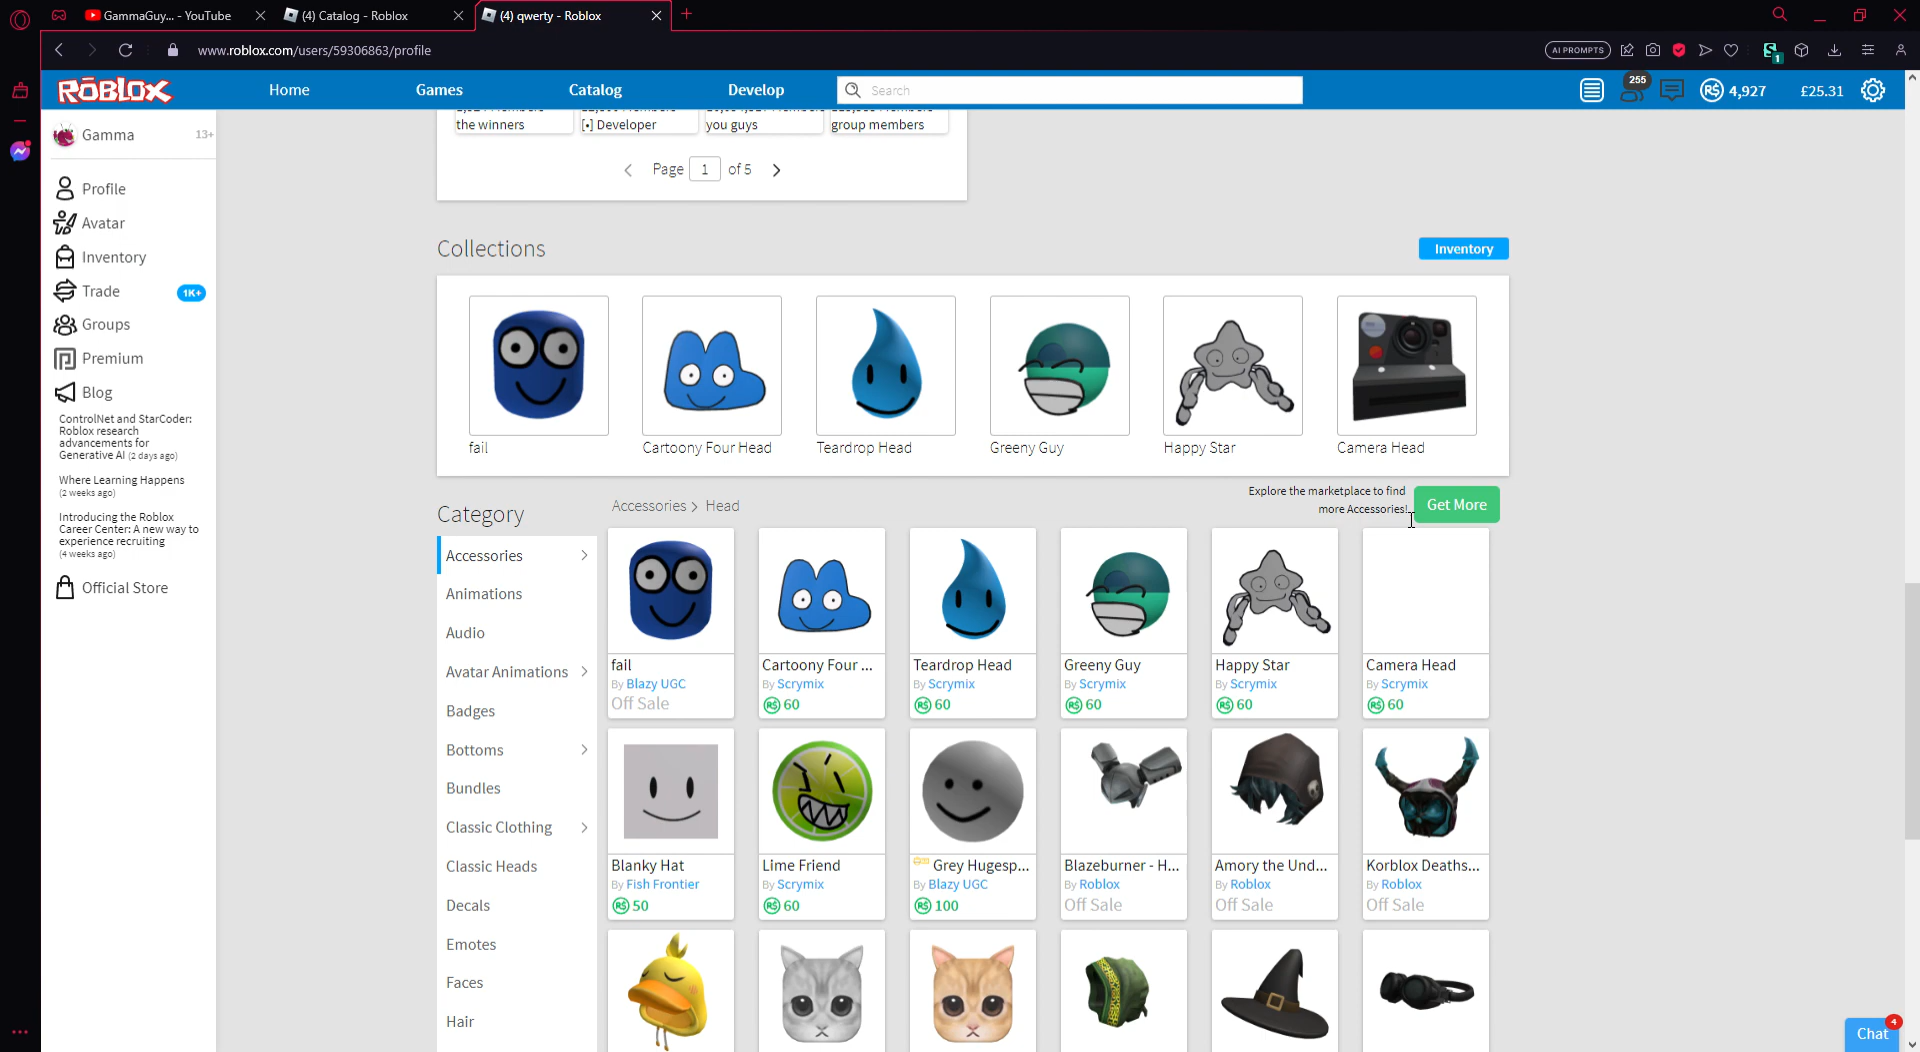 GammaGuy... - YouTube
(4) Catalog - Roblox
(4) qwerty - Roblox
www.roblox.com/users/59306863/profile
AI PROMPTS
1
ROBLOX
Home
Games
Catalog
Develop
Search
255
R$ 4,927
£25.31
Gamma
13+
Profile
Avatar
Inventory
Trade
1K+
Groups
Premium
Blog
ControlNet and StarCoder:
Roblox research
advancements for
Generative AI (2 days ago)
Where Learning Happens
(2 weeks ago)
Introducing the Roblox
Career Center: A new way to
experience recruiting
(4 weeks ago)
Official Store
the winners
[•] Developer
you guys
group members
Page 1 of 5
Collections
Inventory
fail
Cartoony Four Head
Teardrop Head
Greeny Guy
Happy Star
Camera Head
Category
Accessories > Head
Explore the marketplace to find
more Accessories!
Get More
Accessories
Animations
Audio
Avatar Animations
Badges
Bottoms
Bundles
Classic Clothing
Classic Heads
Decals
Emotes
Faces
Hair
fail
By Blazy UGC
Off Sale
Cartoony Four ...
By Scrymix
R$ 60
Teardrop Head
By Scrymix
R$ 60
Greeny Guy
By Scrymix
R$ 60
Happy Star
By Scrymix
R$ 60
Camera Head
By Scrymix
R$ 60
Blanky Hat
By Fish Frontier
R$ 50
Lime Friend
By Scrymix
R$ 60
Grey Hugesp...
By Blazy UGC
R$ 100
Blazeburner - H...
By Roblox
Off Sale
Amory the Und...
By Roblox
Off Sale
Korblox Deaths...
By Roblox
Off Sale
Chat
4